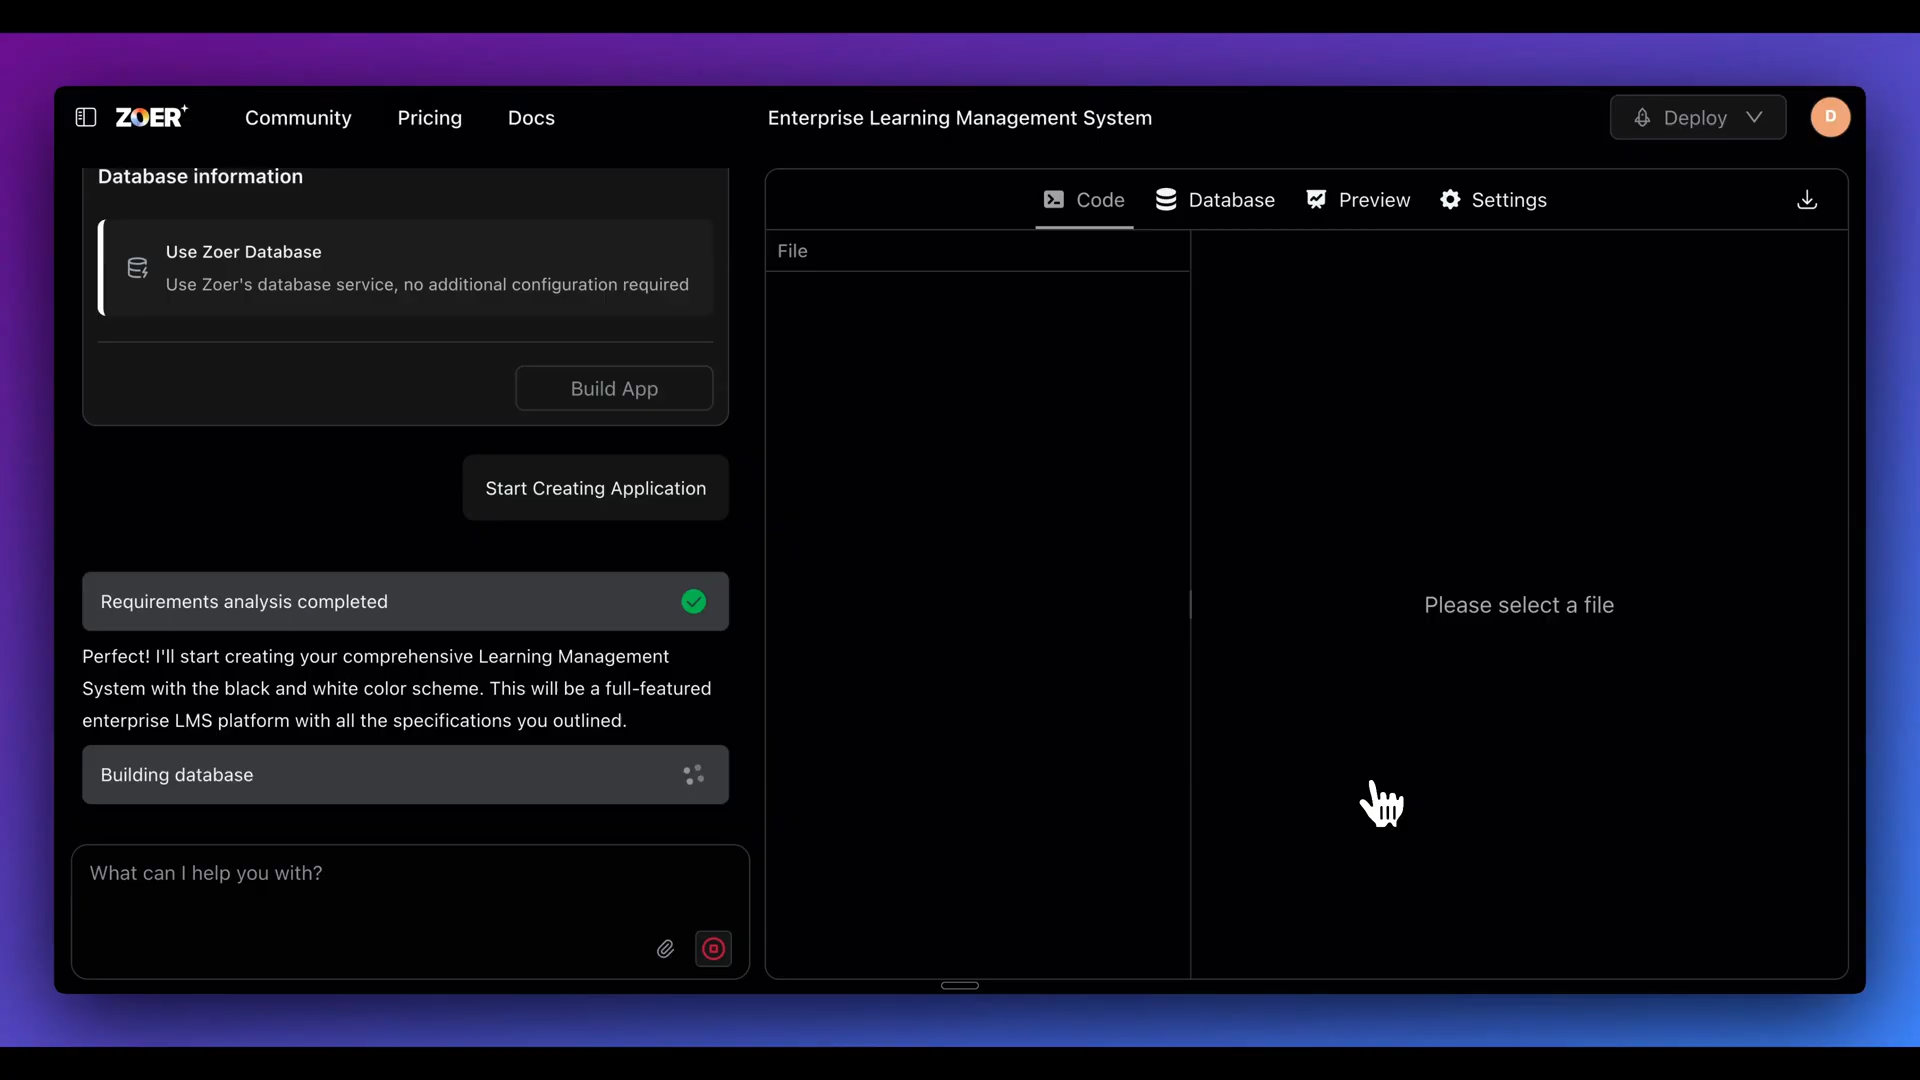 ZOER
Community
Pricing
Docs
Enterprise Learning Management System
Deploy
D
Database information
Use Zoer Database
Use Zoer's database service, no additional configuration required
Build App
Start Creating Application
Requirements analysis completed
Perfect! I'll start creating your comprehensive Learning Management
System with the black and white color scheme. This will be a full-featured
enterprise LMS platform with all the specifications you outlined.
Building database
What can I help you with?
Code
Database
Preview
Settings
File
Please select a file